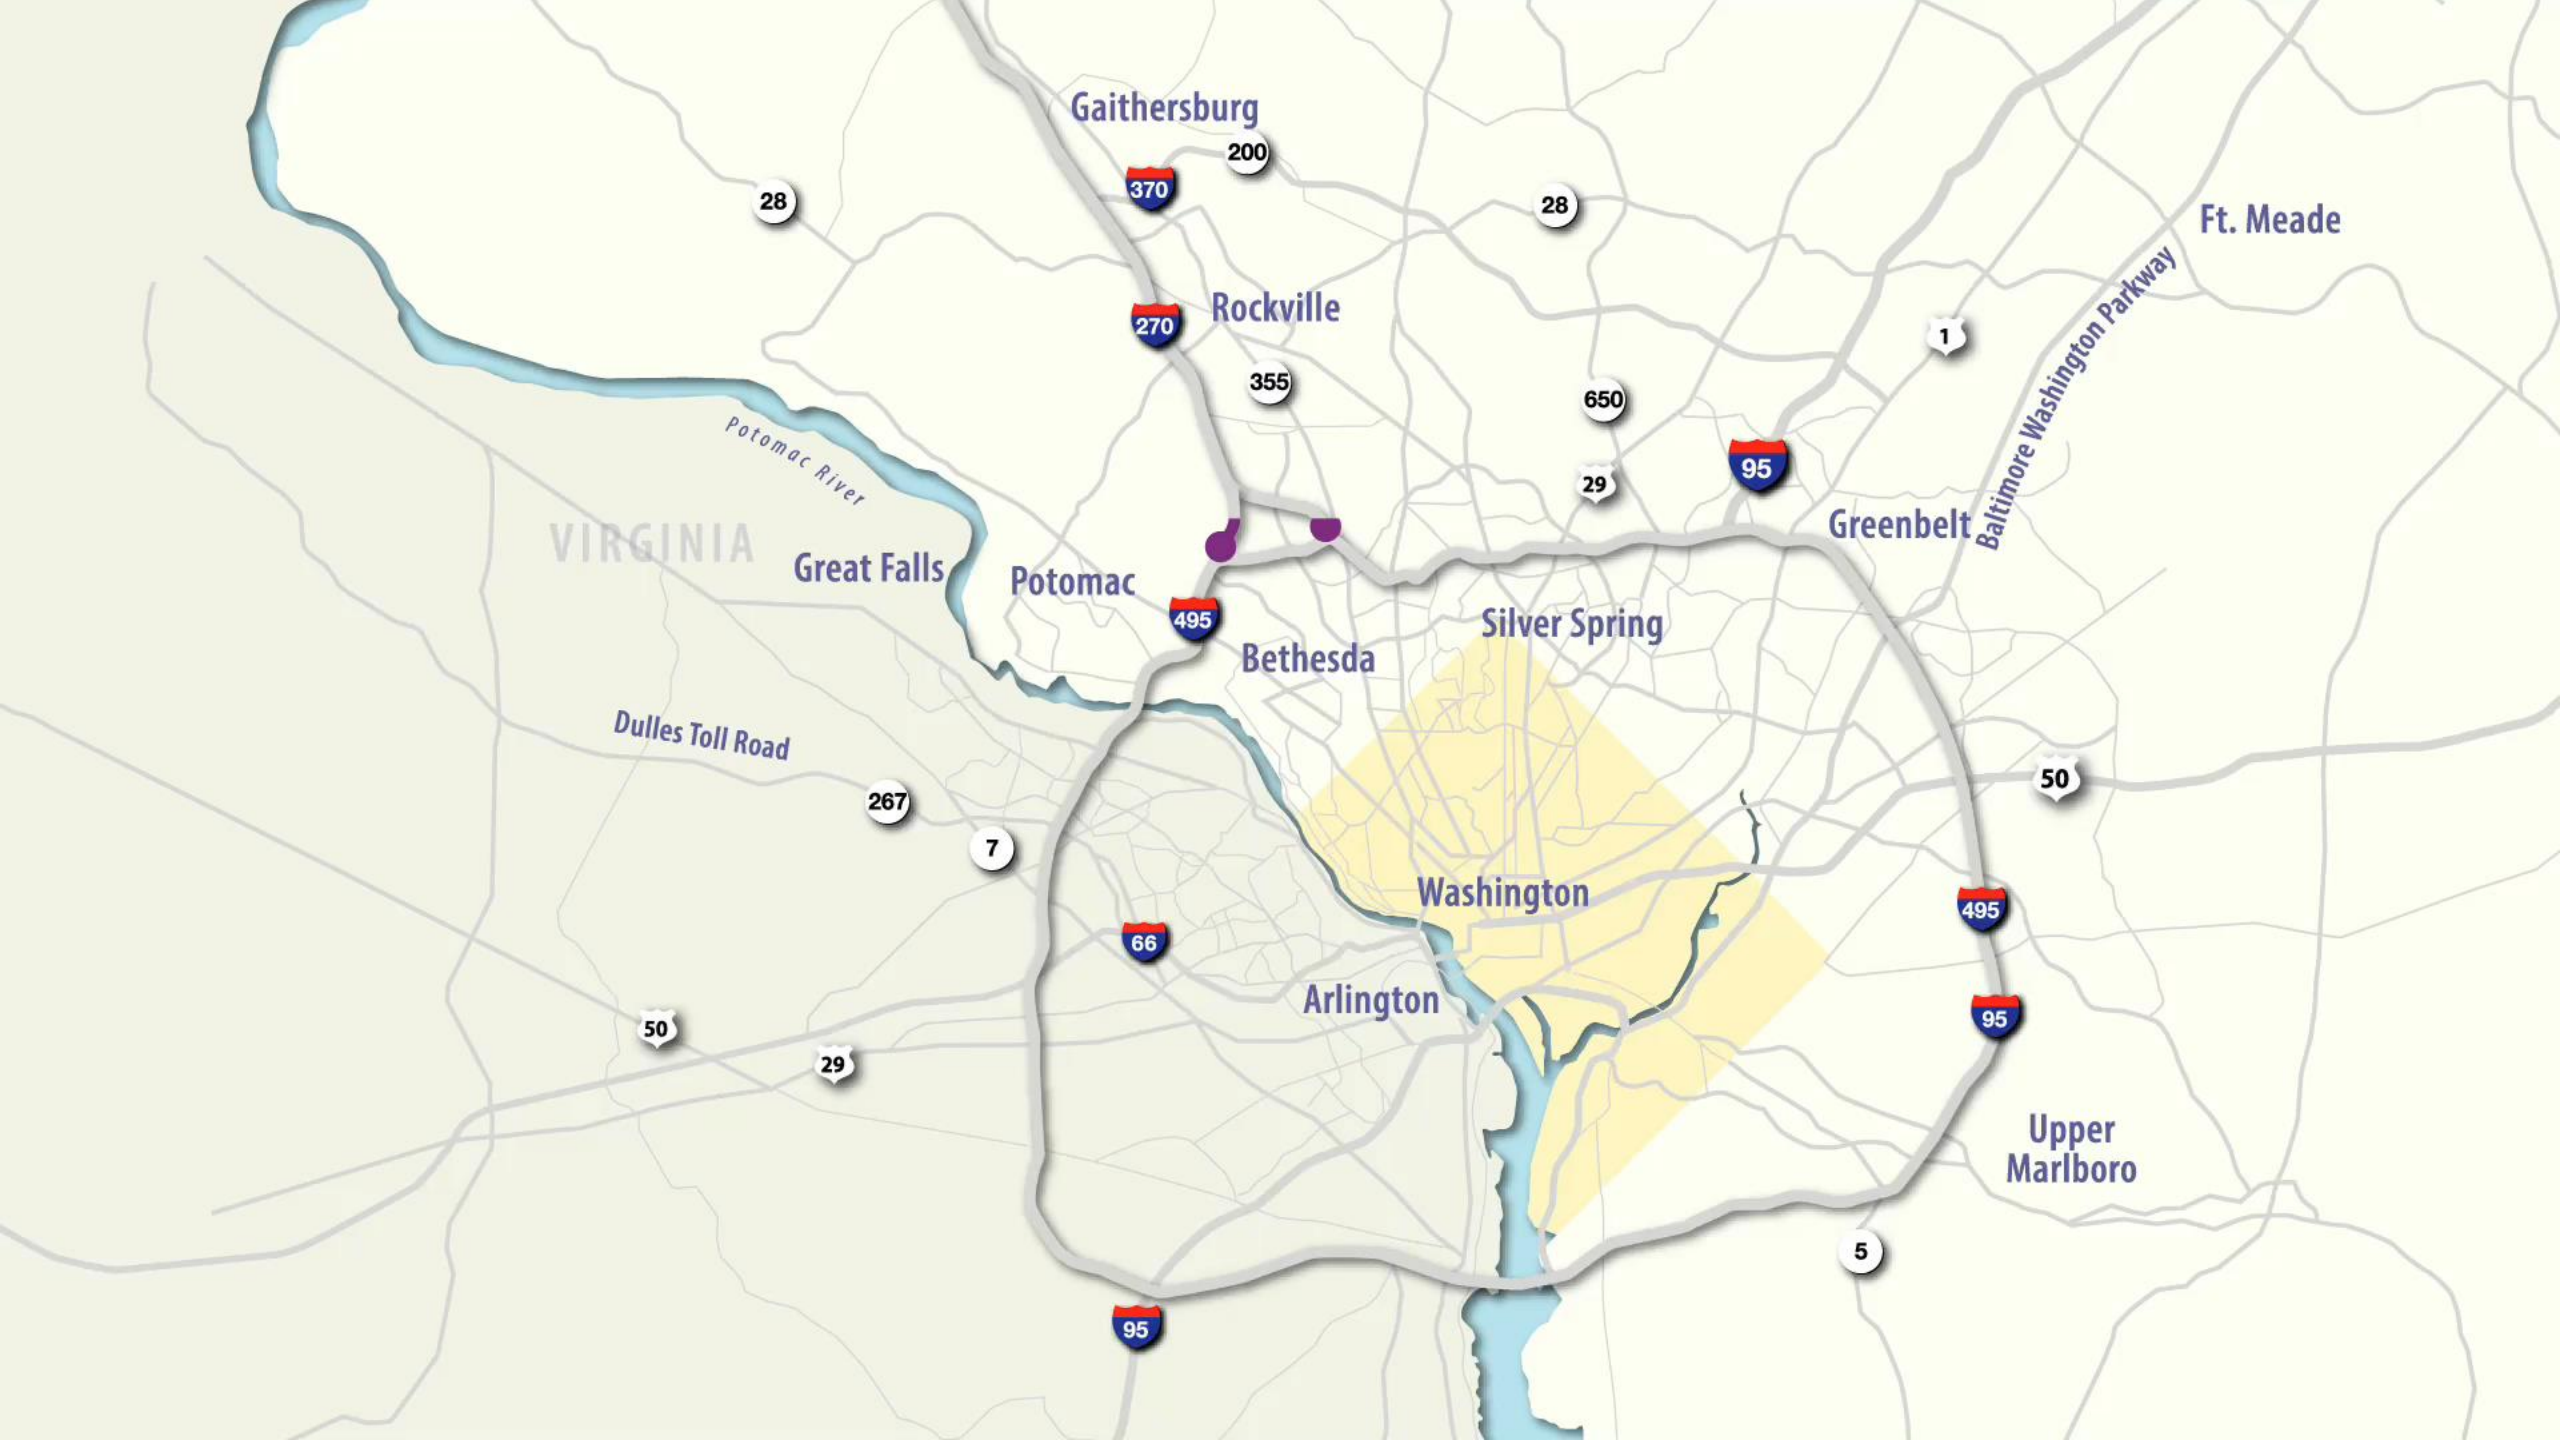 Gaithersburg
200
370
28
28
Ft. Meade
Rockville
270
1
355
650
Baltimore Washington Parkway
Potomac River
95
29
Greenbelt
VIRGINIA
Great Falls
Potomac
495
Silver Spring
Bethesda
Dulles Toll Road
50
267
7
Washington
495
66
Arlington
95
50
29
Upper
Marlboro
5
95